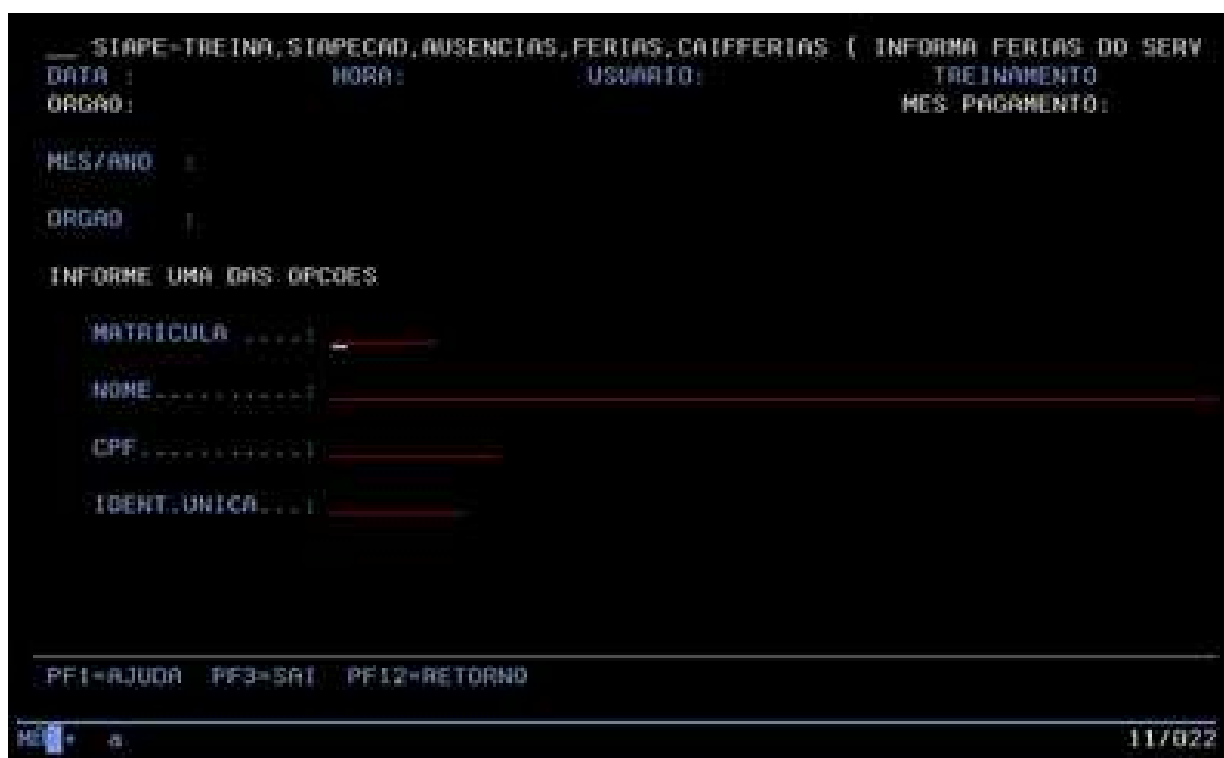 __ SIAPE-TREINA,SIAPECAD,AUSENCIAS,FERIAS,CAIFFERIAS ( INFORMA FERIAS DO SERV
DATA : HORA: USUARIO: TREINAMENTO
ORGAO: MES PAGAMENTO:
MES/ANO :
ORGAO :
INFORME UMA DAS OPCOES
MATRICULA ....: _
NOME..........:
CPF...........:
IDENT.UNICA...:
PF1=AJUDA PF3=SAI PF12=RETORNO
a 11/022